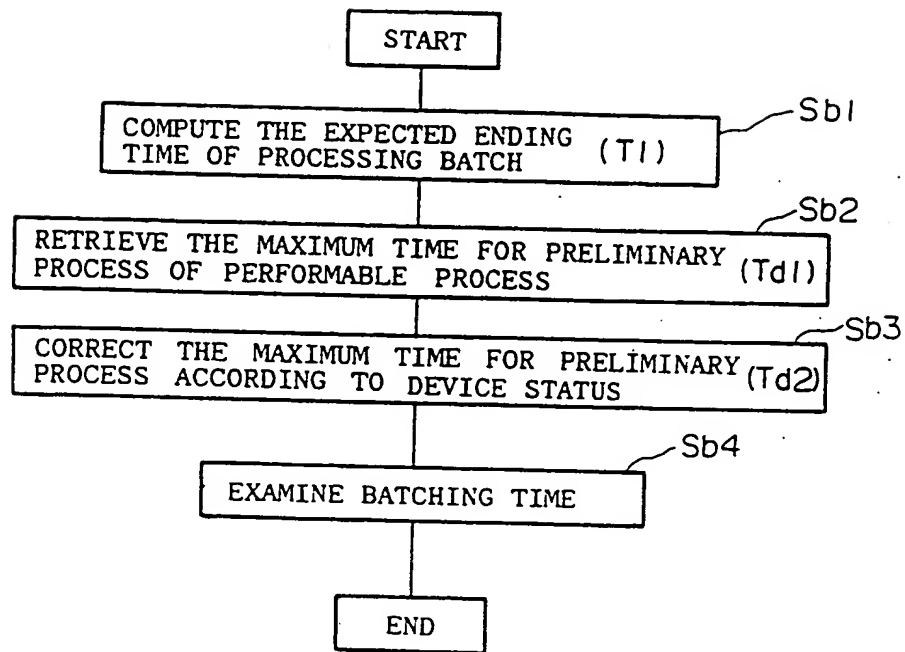 START
Sb1
COMPUTE THE EXPECTED ENDING
TIME OF PROCESSING BATCH (T1)
Sb2
RETRIEVE THE MAXIMUM TIME FOR PRELIMINARY
PROCESS OF PERFORMABLE PROCESS (Td1)
Sb3
CORRECT THE MAXIMUM TIME FOR PRELIMINARY
PROCESS ACCORDING TO DEVICE STATUS (Td2)
Sb4
EXAMINE BATCHING TIME
END